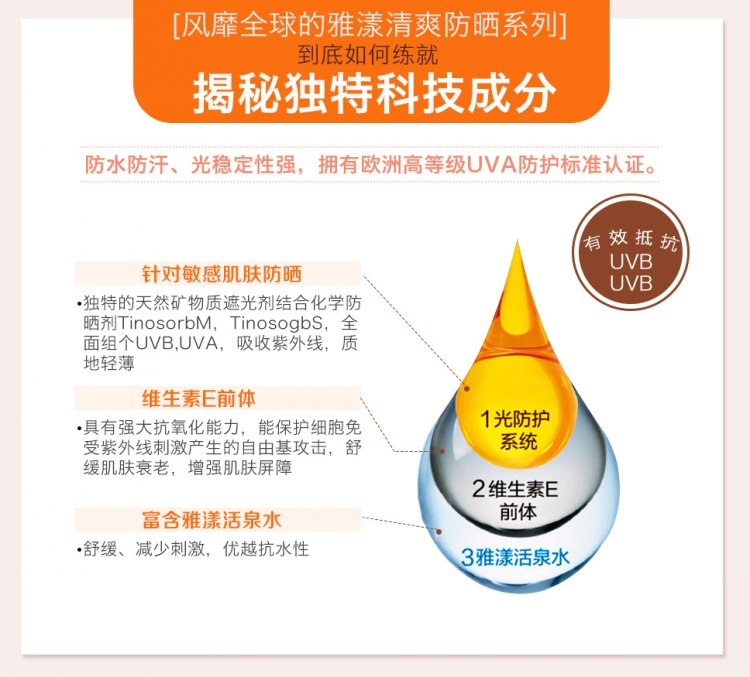 [风靡全球的雅漾清爽防晒系列]
到底如何练就
揭秘独特科技成分
防水防汗、光稳定性强，拥有欧洲高等级UVA防护标准认证。
有效抵抗
UVB
UVB
针对敏感肌肤防晒
•独特的天然矿物质遮光剂结合化学防
晒剂TinosorbM，TinosogbS，全
面组个UVB,UVA，吸收紫外线，质
地轻薄
维生素E前体
•具有强大抗氧化能力，能保护细胞免
受紫外线刺激产生的自由基攻击，舒
缓肌肤衰老，增强肌肤屏障
富含雅漾活泉水
•舒缓、减少刺激，优越抗水性
1光防护
系统
2维生素E
前体
3雅漾活泉水